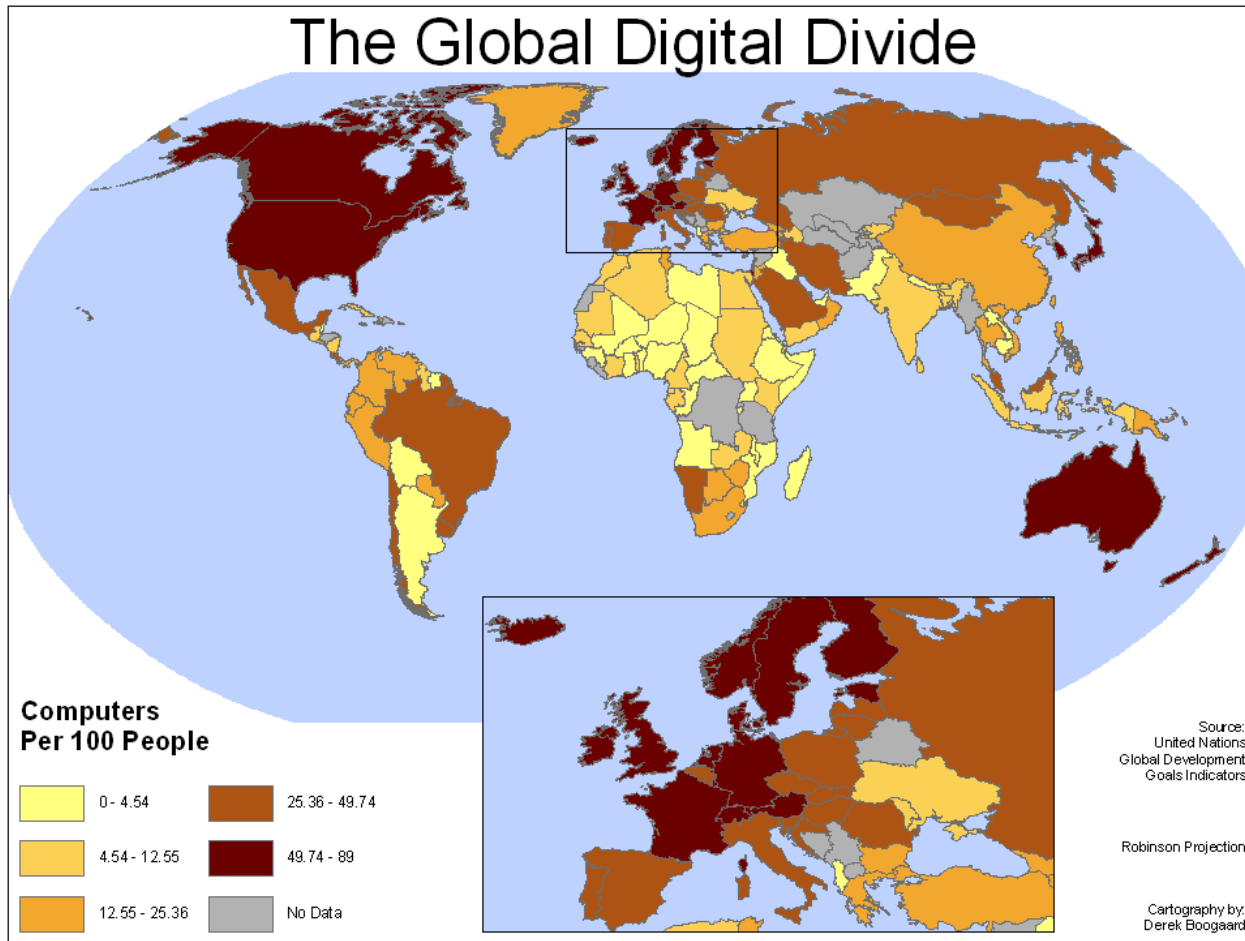 The Global Digital Divide
Computers
Per 100 People
0 - 4.54
4.54 - 12.55
12.55 - 25.36
25.36 - 49.74
49.74 - 89
No Data
Source:
United Nations
Global Development
Goals Indicators
Robinson Projection
Cartography by:
Derek Boogaard